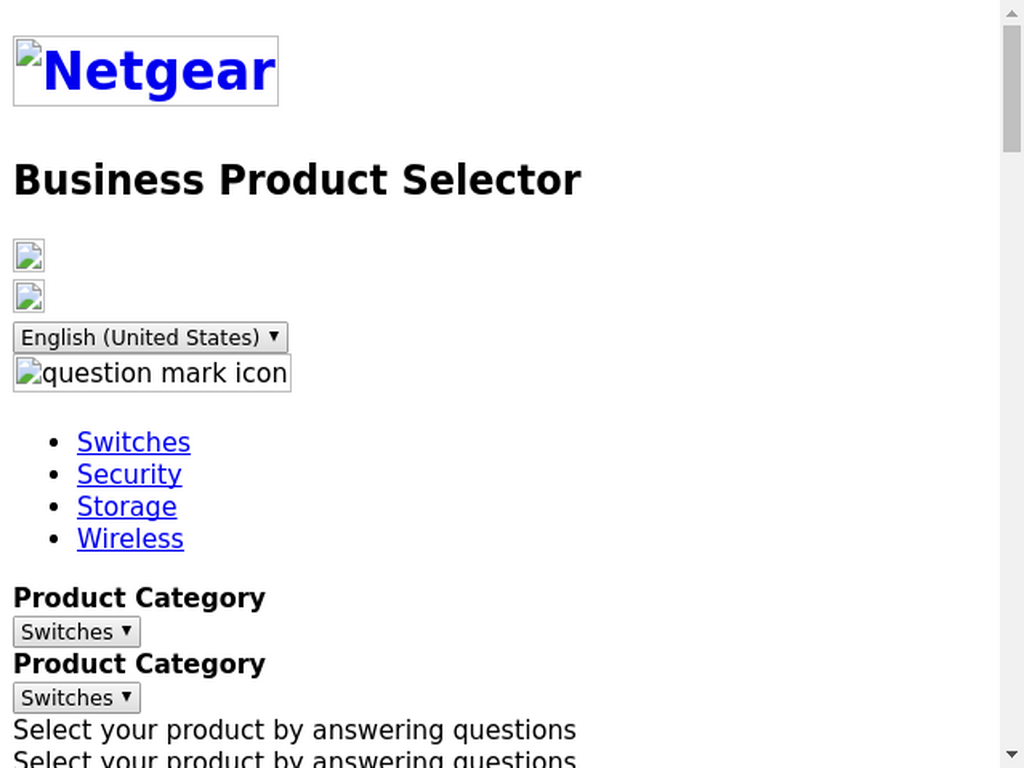 Netgear
Business Product Selector
English (United States)
question mark icon
Switches
Security
Storage
Wireless
Product Category
Switches
Product Category
Switches
Select your product by answering questions
Select your product by answering questions